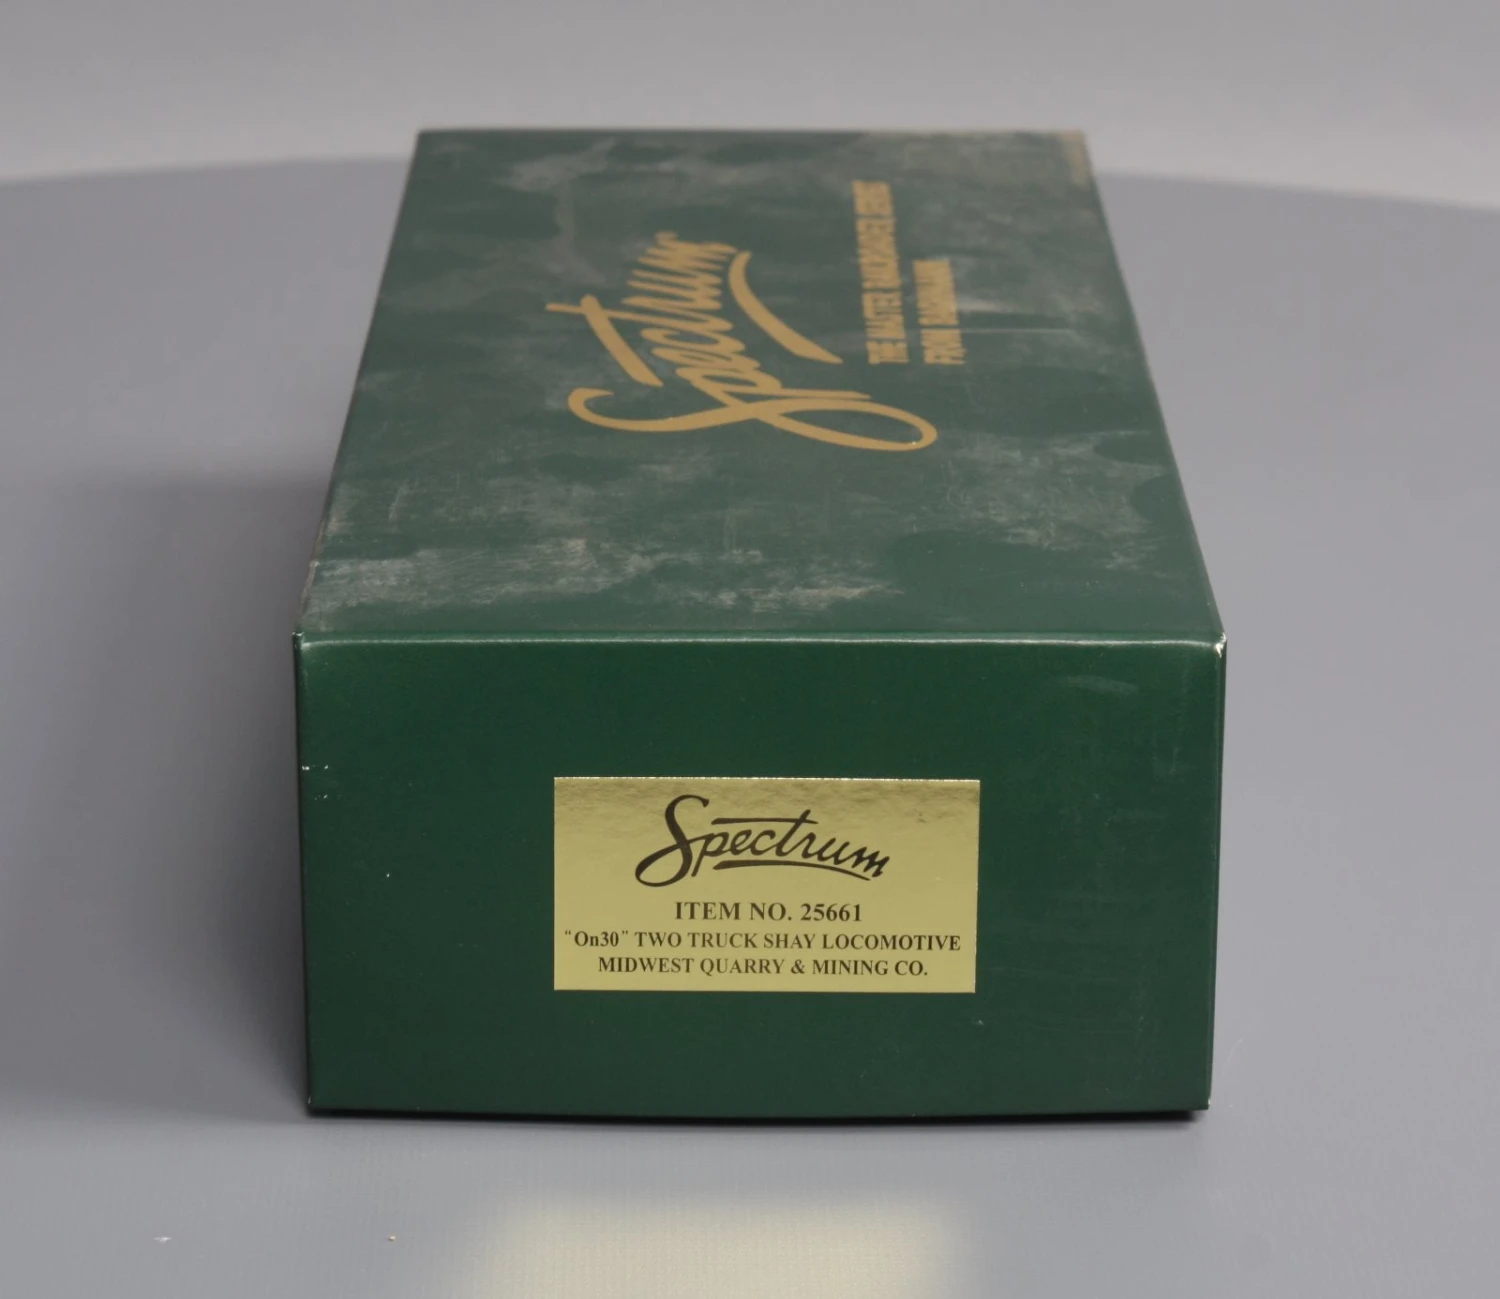 Spectrum
THE MASTER RAILROADER SERIES
FROM BACHMANN
Spectrum
ITEM NO. 25661
"On30" TWO TRUCK SHAY LOCOMOTIVE
MIDWEST QUARRY & MINING CO.